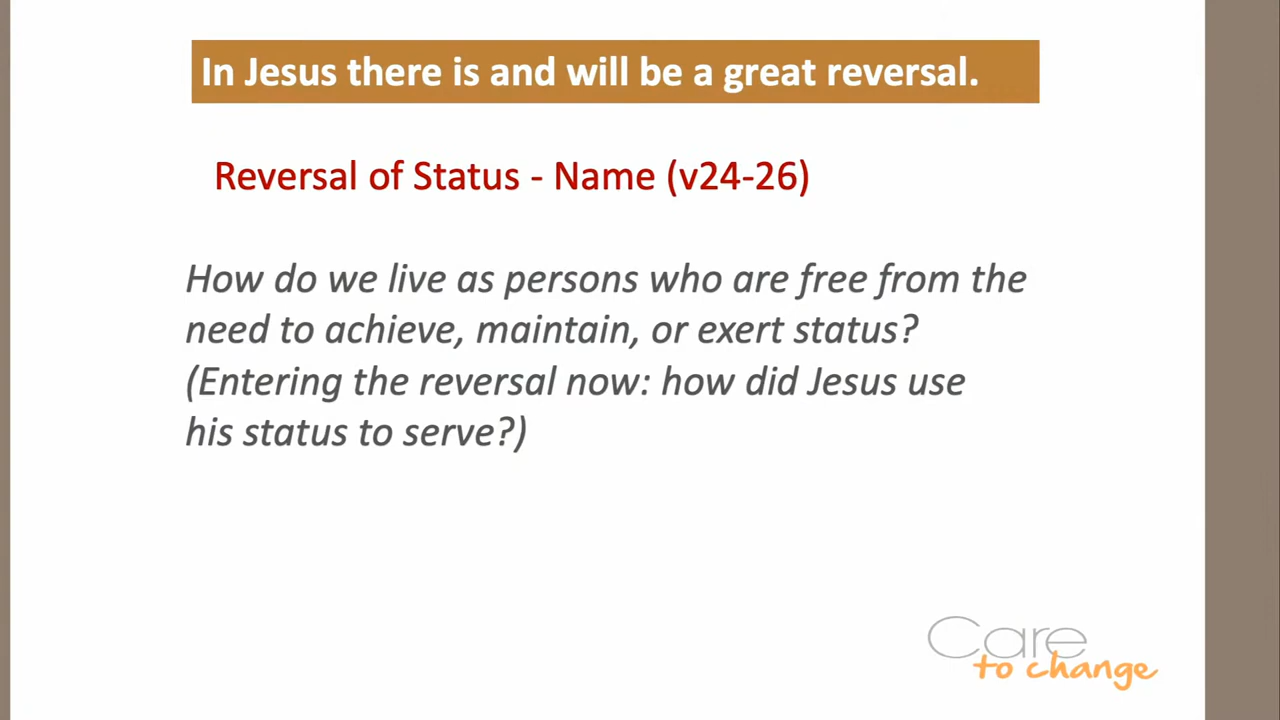 In Jesus there is and will be a great reversal.
Reversal of Status - Name (v24-26)
How do we live as persons who are free from the
need to achieve, maintain, or exert status?
(Entering the reversal now: how did Jesus use
his status to serve?)
Care
to change